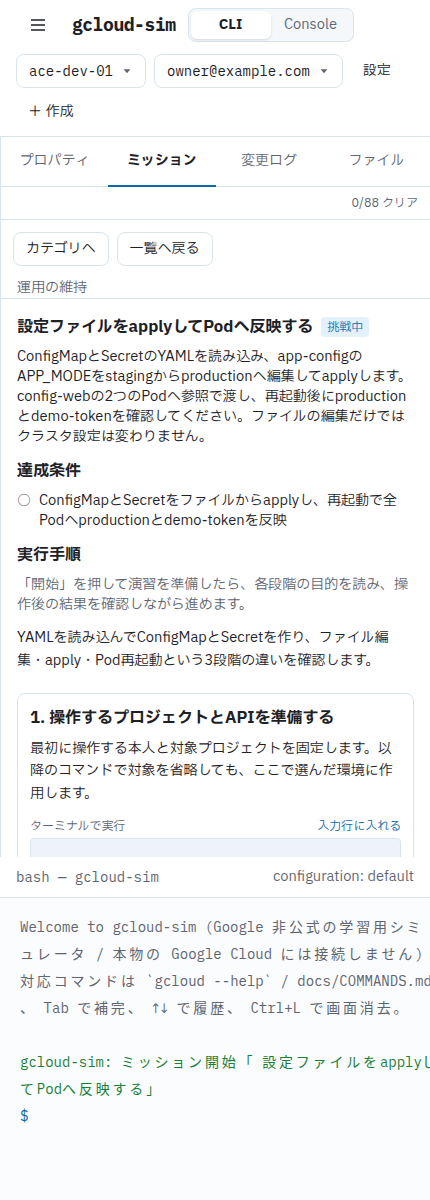 gcloud-sim CLI Console
ace-dev-01 owner@example.com 設定
+ 作成
プロパティ ミッション 変更ログ ファイル
0/88 クリア
カテゴリへ 一覧へ戻る
運用の維持
設定ファイルをapplyしてPodへ反映する 挑戦中
ConfigMapとSecretのYAMLを読み込み、app-configの
APP_MODEをstagingからproductionへ編集してapplyします。
config-webの2つのPodへ参照で渡し、再起動後にproduction
とdemo-tokenを確認してください。ファイルの編集だけでは
クラスタ設定は変わりません。
達成条件
ConfigMapとSecretをファイルからapplyし、再起動で全
Podへproductionとdemo-tokenを反映
実行手順
「開始」を押して演習を準備したら、各段階の目的を読み、操
作後の結果を確認しながら進めます。
YAMLを読み込んでConfigMapとSecretを作り、ファイル編
集・apply・Pod再起動という3段階の違いを確認します。
1. 操作するプロジェクトとAPIを準備する
最初に操作する本人と対象プロジェクトを固定します。以
降のコマンドで対象を省略しても、ここで選んだ環境に作
用します。
ターミナルで実行 入力行に入れる
bash — gcloud-sim configuration: default
Welcome to gcloud-sim (Google 非公式の学習用シミ
ュレータ / 本物の Google Cloud には接続しません)
対応コマンドは `gcloud --help` / docs/COMMANDS.md
、 Tab で補完、 ↑↓ で履歴、 Ctrl+L で画面消去。
gcloud-sim: ミッション開始「 設定ファイルをapplyし
てPodへ反映する」
$